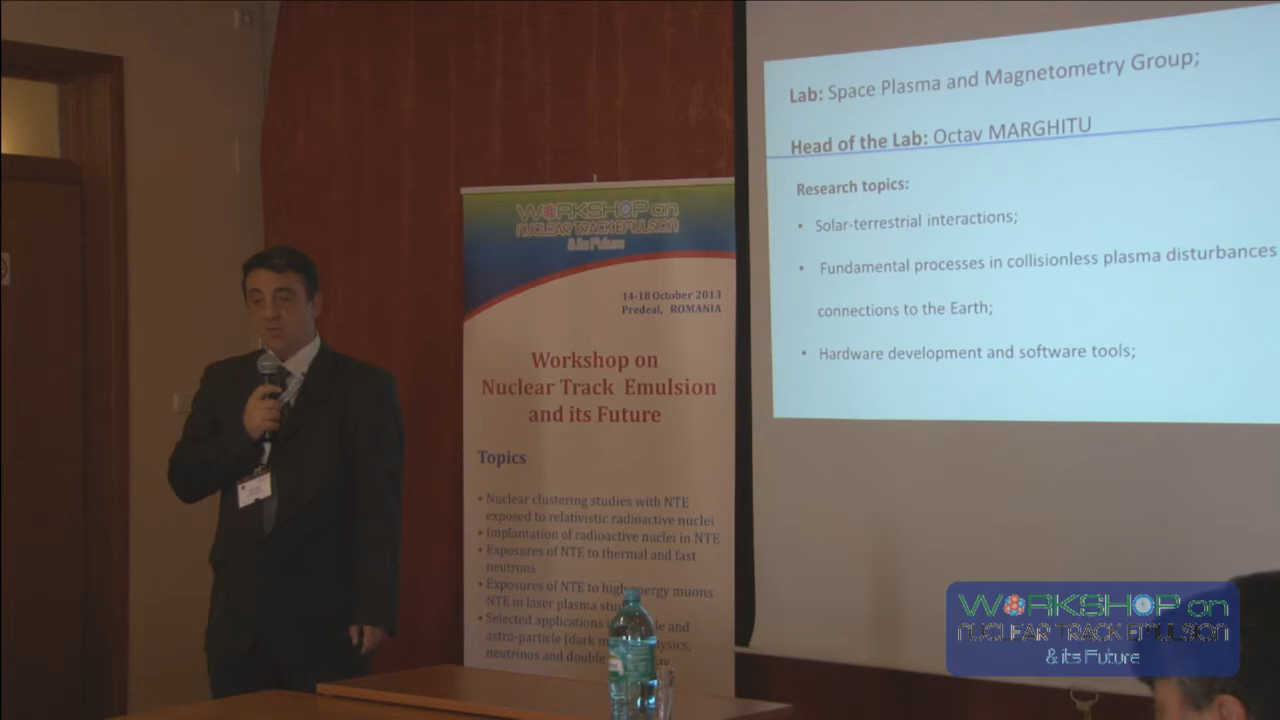 Lab: Space Plasma and Magnetometry Group;
Head of the Lab: Octav MARGHITU
Research topics:
• Solar-terrestrial interactions;
• Fundamental processes in collisionless plasma disturbances
connections to the Earth;
• Hardware development and software tools;
WORKSHOP on
NUCLEAR TRACK EMULSION
& its Future
14-18 October 2013
Predeal, ROMANIA
Workshop on
Nuclear Track Emulsion
and its Future
Topics
• Nuclear clustering studies with NTE
exposed to relativistic radioactive nuclei
• Implantation of radioactive nuclei in NTE
• Exposures of NTE to thermal and fast
neutrons
• Exposures of NTE to high energy muons
NTE in laser plasma
• Selected applications and
astro-particle (dark
neutrinos and double
WORKSHOP on
NUCLEAR TRACK EMULSION
& its Future